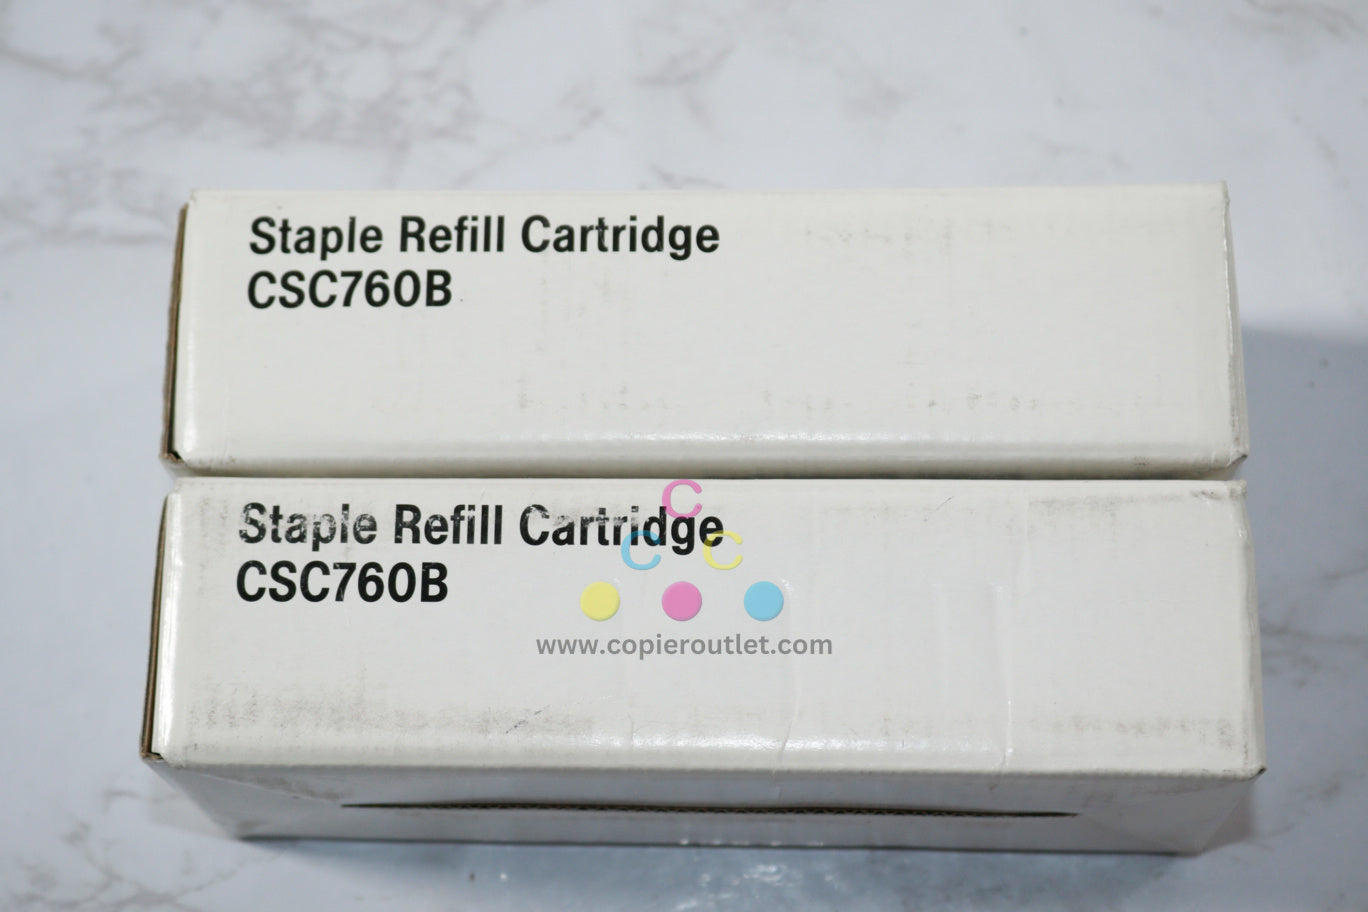 Staple Refill Cartridge
CSC760B
Staple Refill Cartridge
CSC760B
C
C C
www.copieroutlet.com